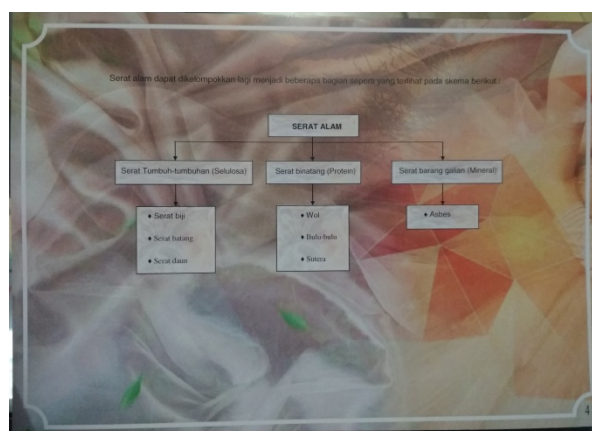 Serat alam dapat dikelompokkan lagi menjadi beberapa bagian seperti yang terlihat pada skema berikut :
SERAT ALAM
Serat Tumbuh-tumbuhan (Selulosa)
Serat binatang (Protein)
Serat barang galian (Mineral)
♦ Serat biji
♦ Serat batang
♦ Serat daun
♦ Wol
♦ Bulu-bulu
♦ Sutera
♦ Asbes
4